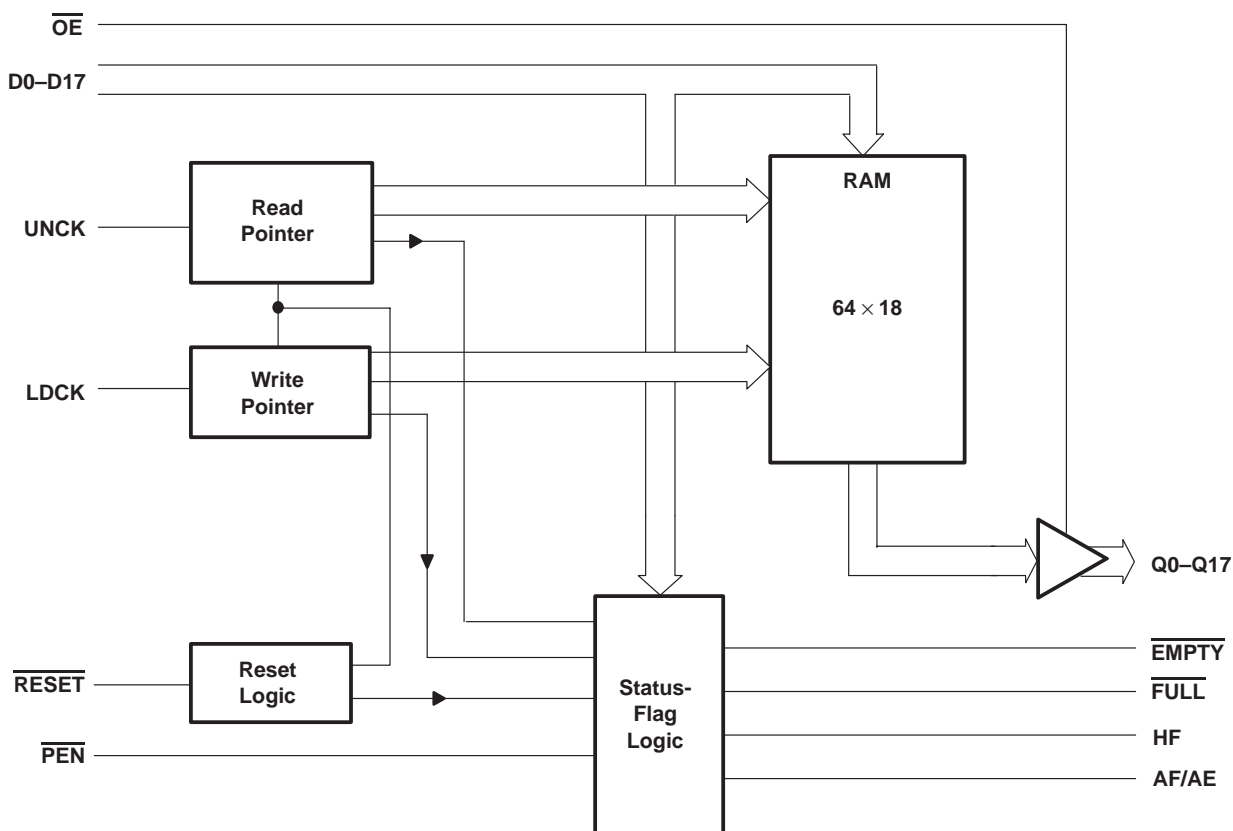 OE
D0–D17
RAM
Read
Pointer
UNCK
64 × 18
Write
Pointer
LDCK
Q0–Q17
Reset
Logic
RESET
Status-
Flag
Logic
EMPTY
FULL
HF
PEN
AF/AE